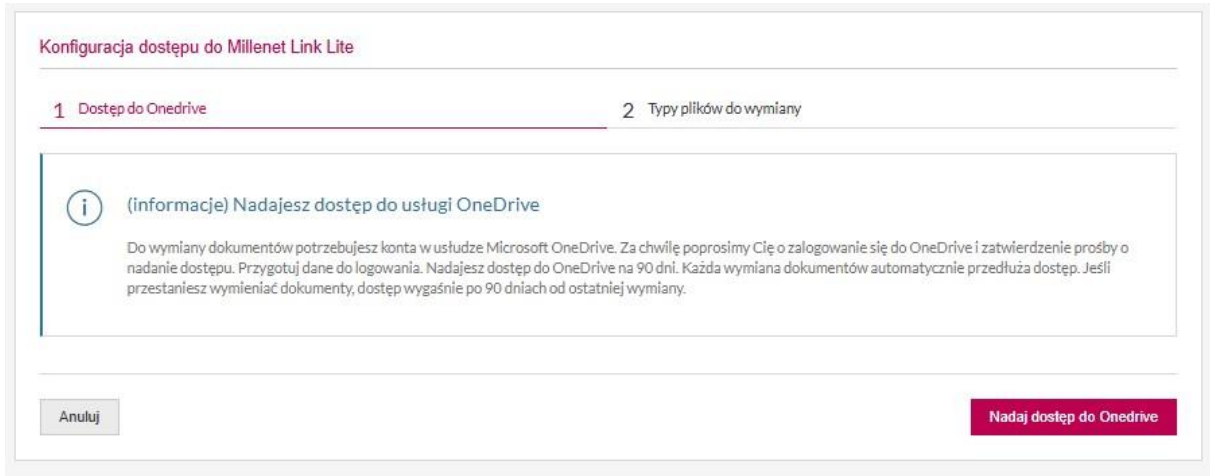 Konfiguracja dostępu do Millenet Link Lite
1 Dostęp do Onedrive
2 Typy plików do wymiany
(informacje) Nadajesz dostęp do usługi OneDrive
Do wymiany dokumentów potrzebujesz konta w usłudze Microsoft OneDrive. Za chwilę poprosimy Cię o zalogowanie się do OneDrive i zatwierdzenie prośby o
nadanie dostępu. Przygotuj dane do logowania. Nadajesz dostęp do OneDrive na 90 dni. Każda wymiana dokumentów automatycznie przedłuża dostęp. Jeśli
przestaniesz wymieniać dokumenty, dostęp wygaśnie po 90 dniach od ostatniej wymiany.
Anuluj
Nadaj dostęp do Onedrive